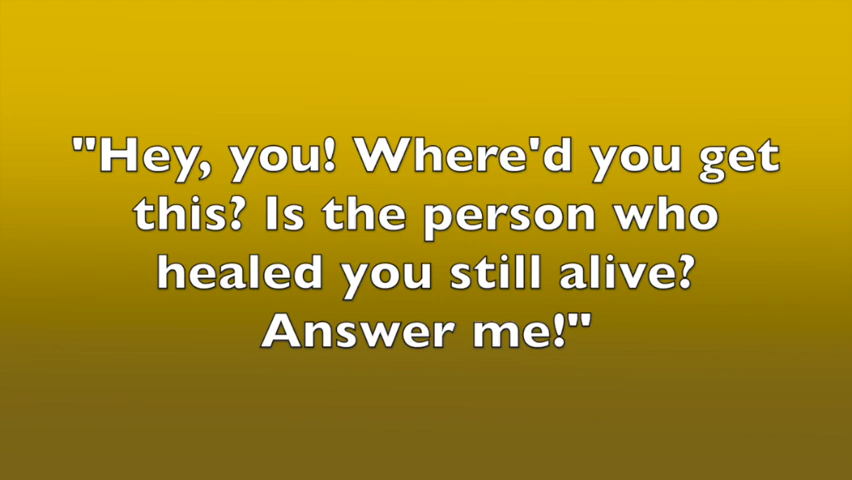 "Hey, you! Where'd you get
this? Is the person who
healed you still alive?
Answer me!"